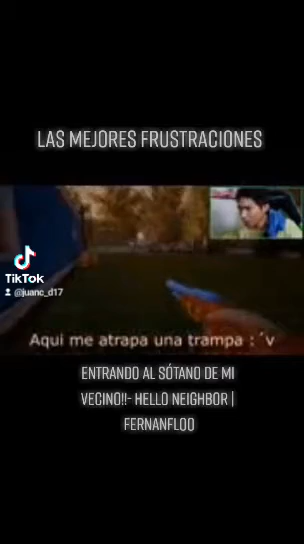 LAS MEJORES FRUSTRACIONES
TikTok
@juanc_d17
Aqui me atrapa una trampa : ´v
ENTRANDO AL SÓTANO DE MI
VECINO!!- HELLO NEIGHBOR |
FERNANFLOO